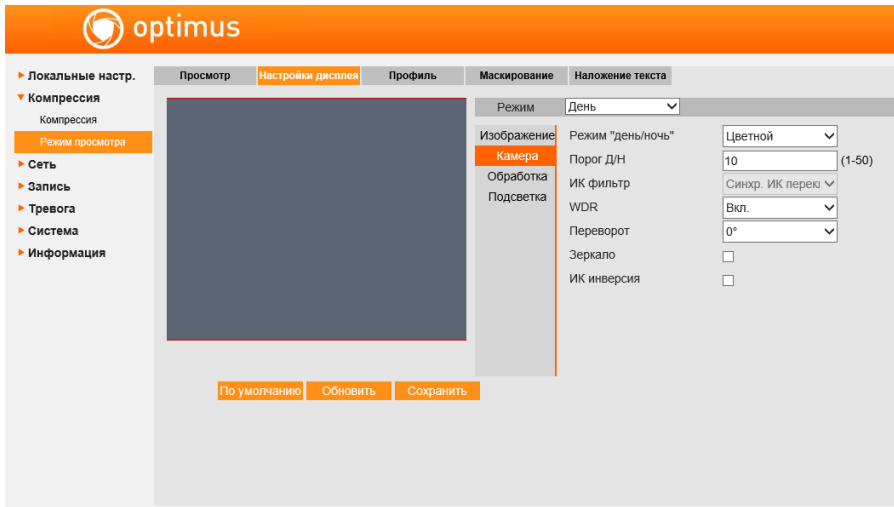 optimus
Локальные настр.
Компрессия
Компрессия
Режим просмотра
Сеть
Запись
Тревога
Система
Информация
Просмотр Настройки дисплея Профиль Маскирование Наложение текста
Режим День
Изображение
Камера
Обработка
Подсветка
Режим "день/ночь" Цветной
Порог Д/Н 10 (1-50)
ИК фильтр Синхр. ИК
WDR Вкл.
Переворот 0°
Зеркало
ИК инверсия
По умолчанию Обновить Сохранить